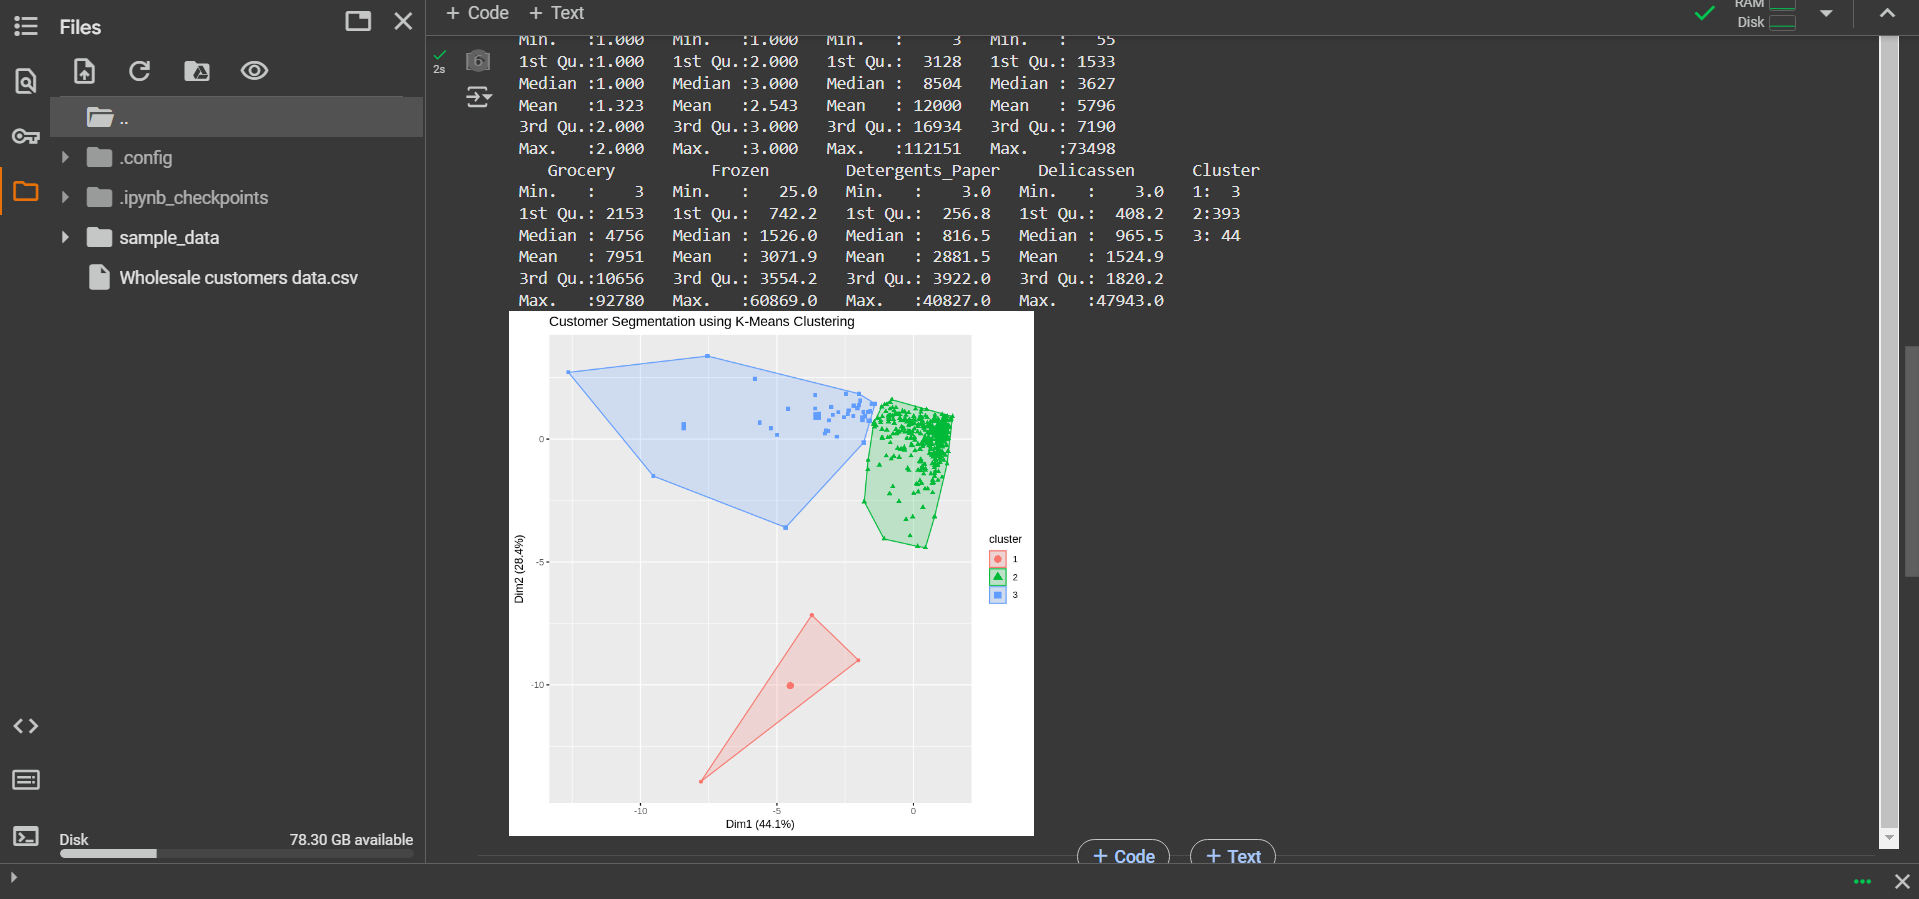 Files
+ Code + Text
RAM
Disk
..
.config
.ipynb_checkpoints
sample_data
Wholesale customers data.csv
Disk 78.30 GB available
2s
Min. :1.000 Min. :1.000 Min. : 3 Min. : 55
1st Qu.:1.000 1st Qu.:2.000 1st Qu.: 3128 1st Qu.: 1533
Median :1.000 Median :3.000 Median : 8504 Median : 3627
Mean :1.323 Mean :2.543 Mean : 12000 Mean : 5796
3rd Qu.:2.000 3rd Qu.:3.000 3rd Qu.: 16934 3rd Qu.: 7190
Max. :2.000 Max. :3.000 Max. :112151 Max. :73498
Grocery Frozen Detergents_Paper Delicassen Cluster
Min. : 3 Min. : 25.0 Min. : 3.0 Min. : 3.0 1: 3
1st Qu.: 2153 1st Qu.: 742.2 1st Qu.: 256.8 1st Qu.: 408.2 2:393
Median : 4756 Median : 1526.0 Median : 816.5 Median : 965.5 3: 44
Mean : 7951 Mean : 3071.9 Mean : 2881.5 Mean : 1524.9
3rd Qu.:10656 3rd Qu.: 3554.2 3rd Qu.: 3922.0 3rd Qu.: 1820.2
Max. :92780 Max. :60869.0 Max. :40827.0 Max. :47943.0
Customer Segmentation using K-Means Clustering
0
-5
-10
Dim2 (28.4%)
-10 -5 0
Dim1 (44.1%)
cluster
1
2
3
+ Code + Text